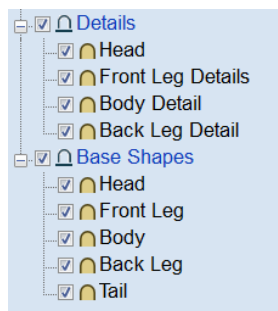 Details
Head
Front Leg Details
Body Detail
Back Leg Detail
Base Shapes
Head
Front Leg
Body
Back Leg
Tail